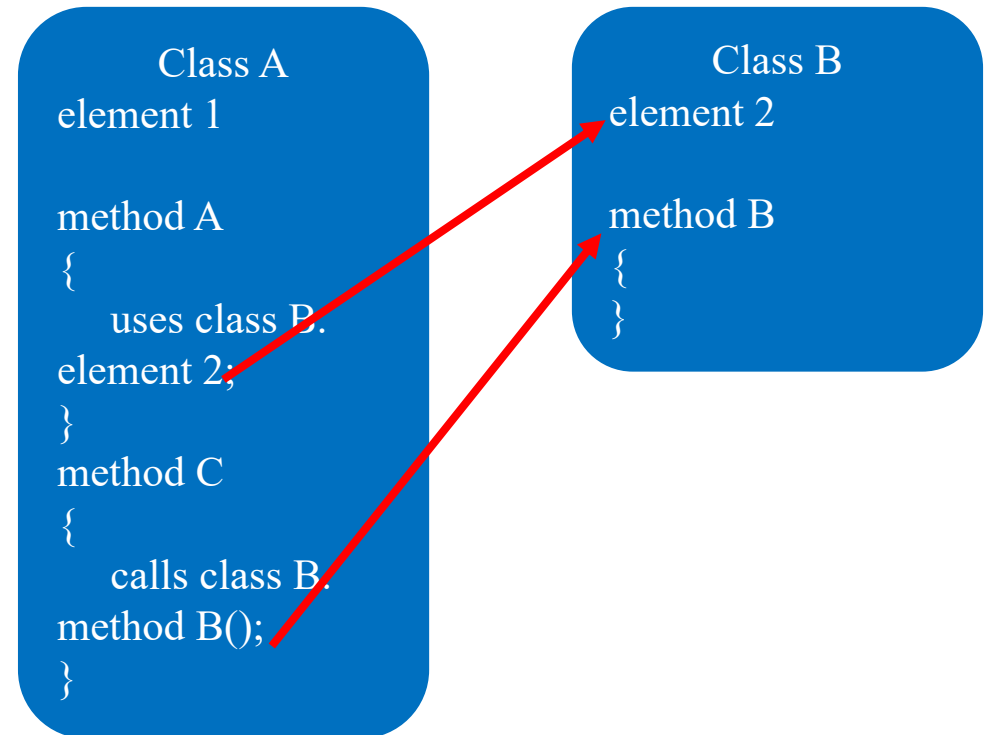 Class A
element 1
method A
{
uses class B.
element 2;
}
method C
{
calls class B.
method B();
}
Class B
element 2
method B
{
}